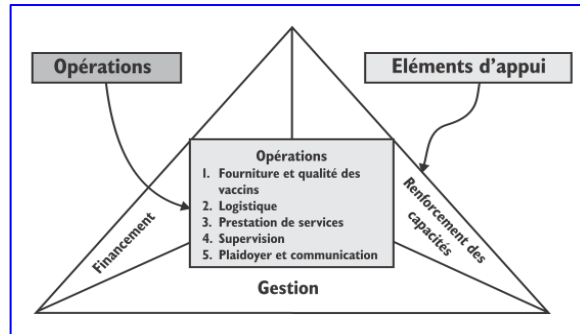 Opérations
Eléments d'appui
Opérations
1. Fourniture et qualité des
vaccins
2. Logistique
3. Prestation de services
4. Supervision
5. Plaidoyer et communication
Financement
Renforcement des
capacités
Gestion